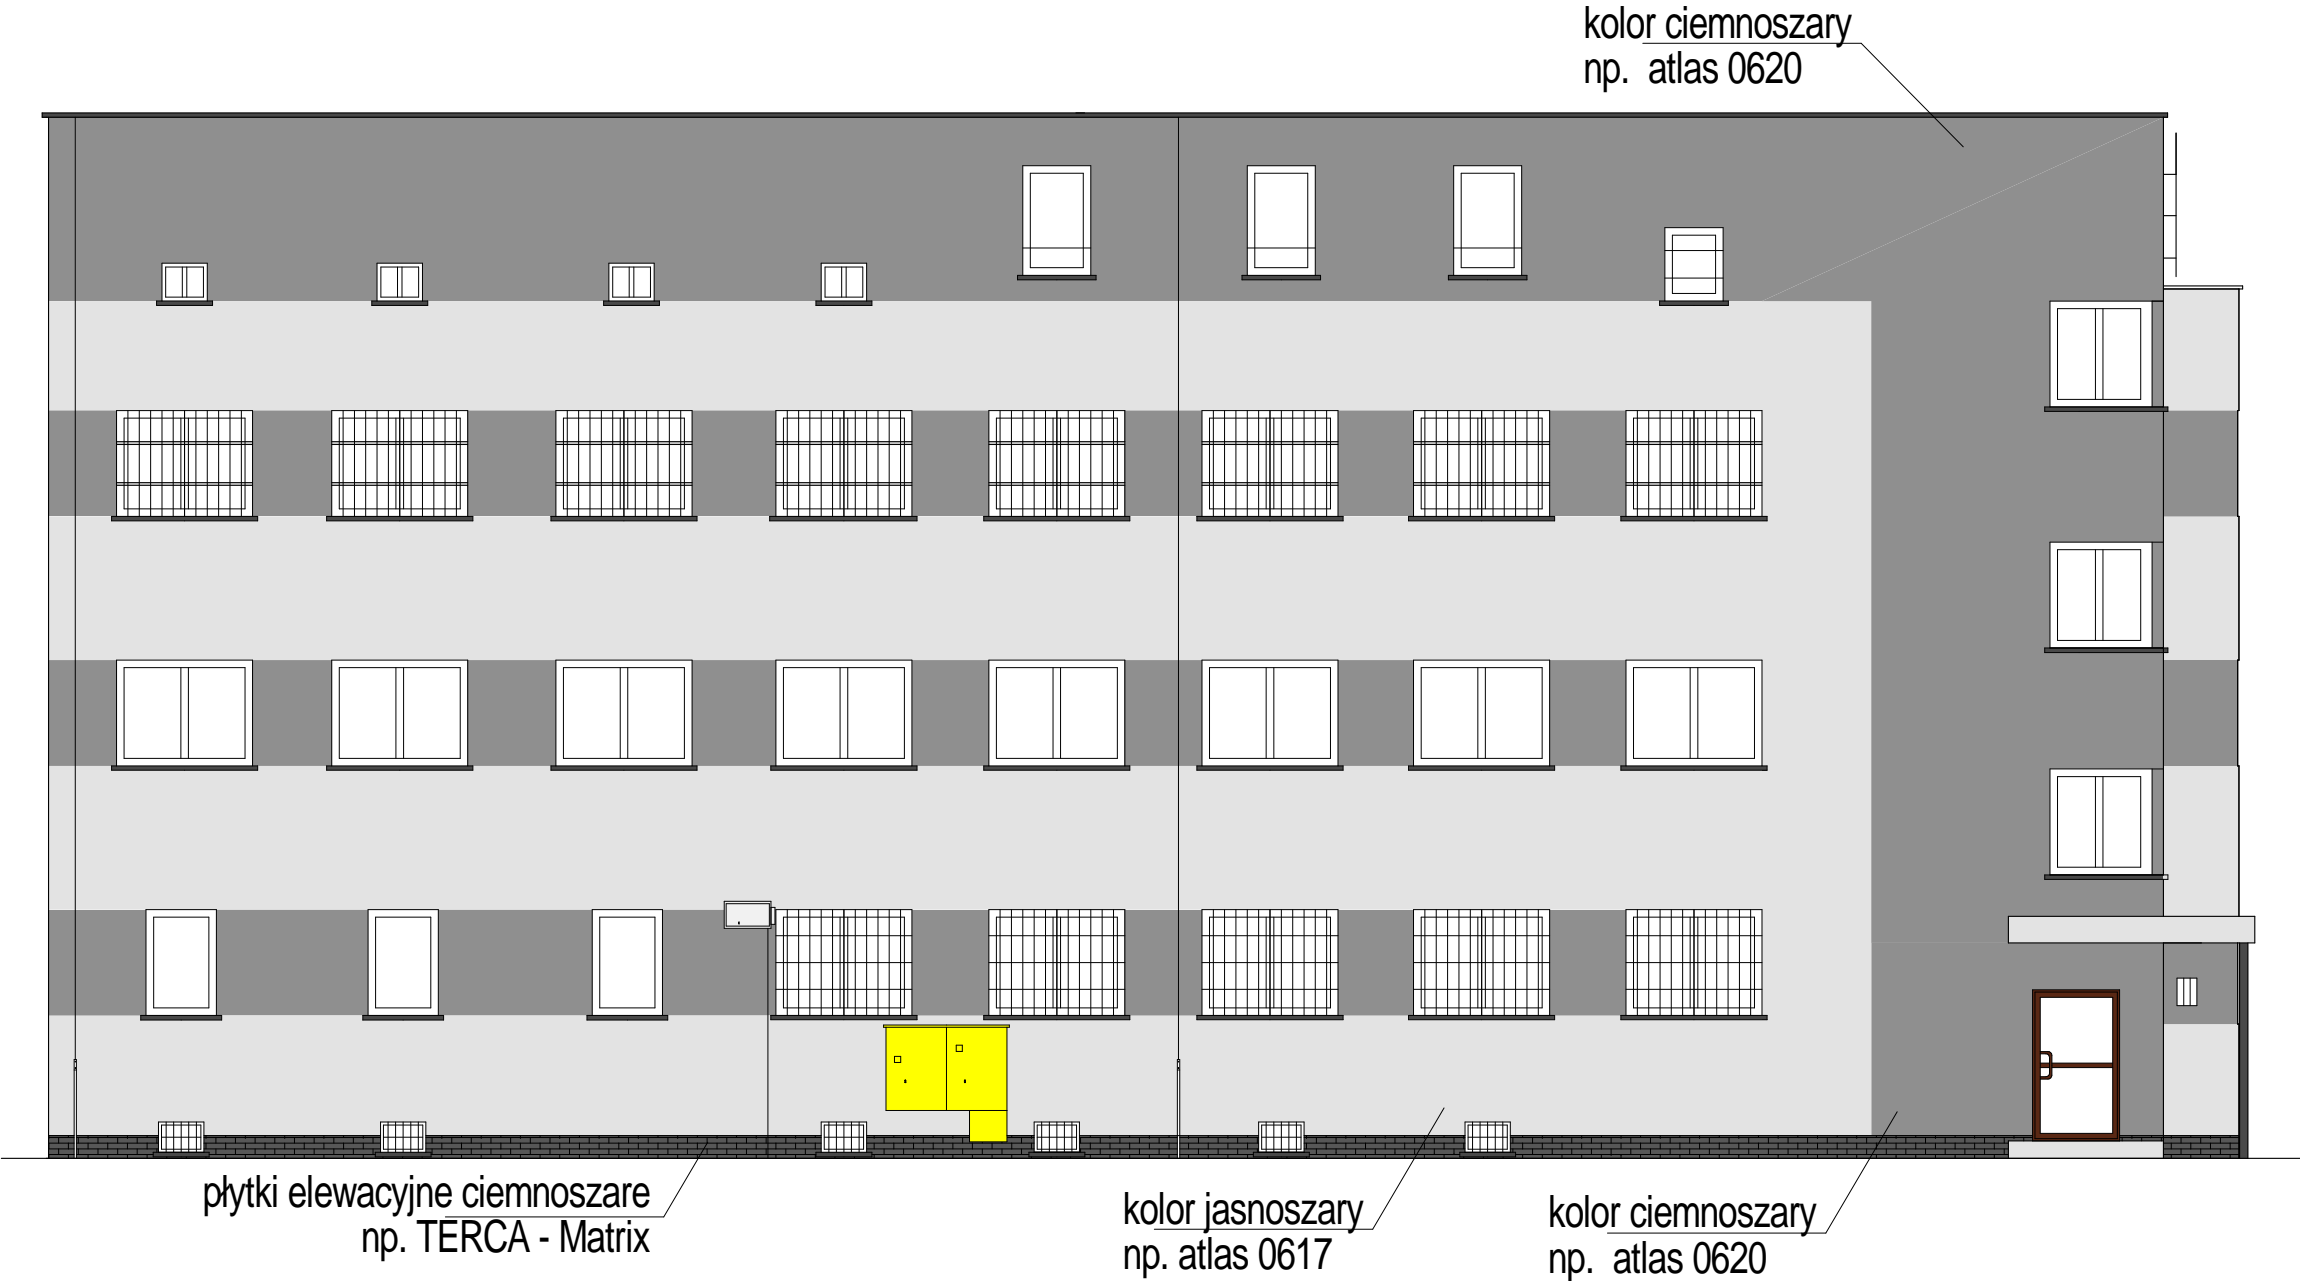 kolor ciemnoszary
np. atlas 0620
płytki elewacyjne ciemnoszare
np. TERCA - Matrix
kolor jasnoszary
np. atlas 0617
kolor ciemnoszary
np. atlas 0620